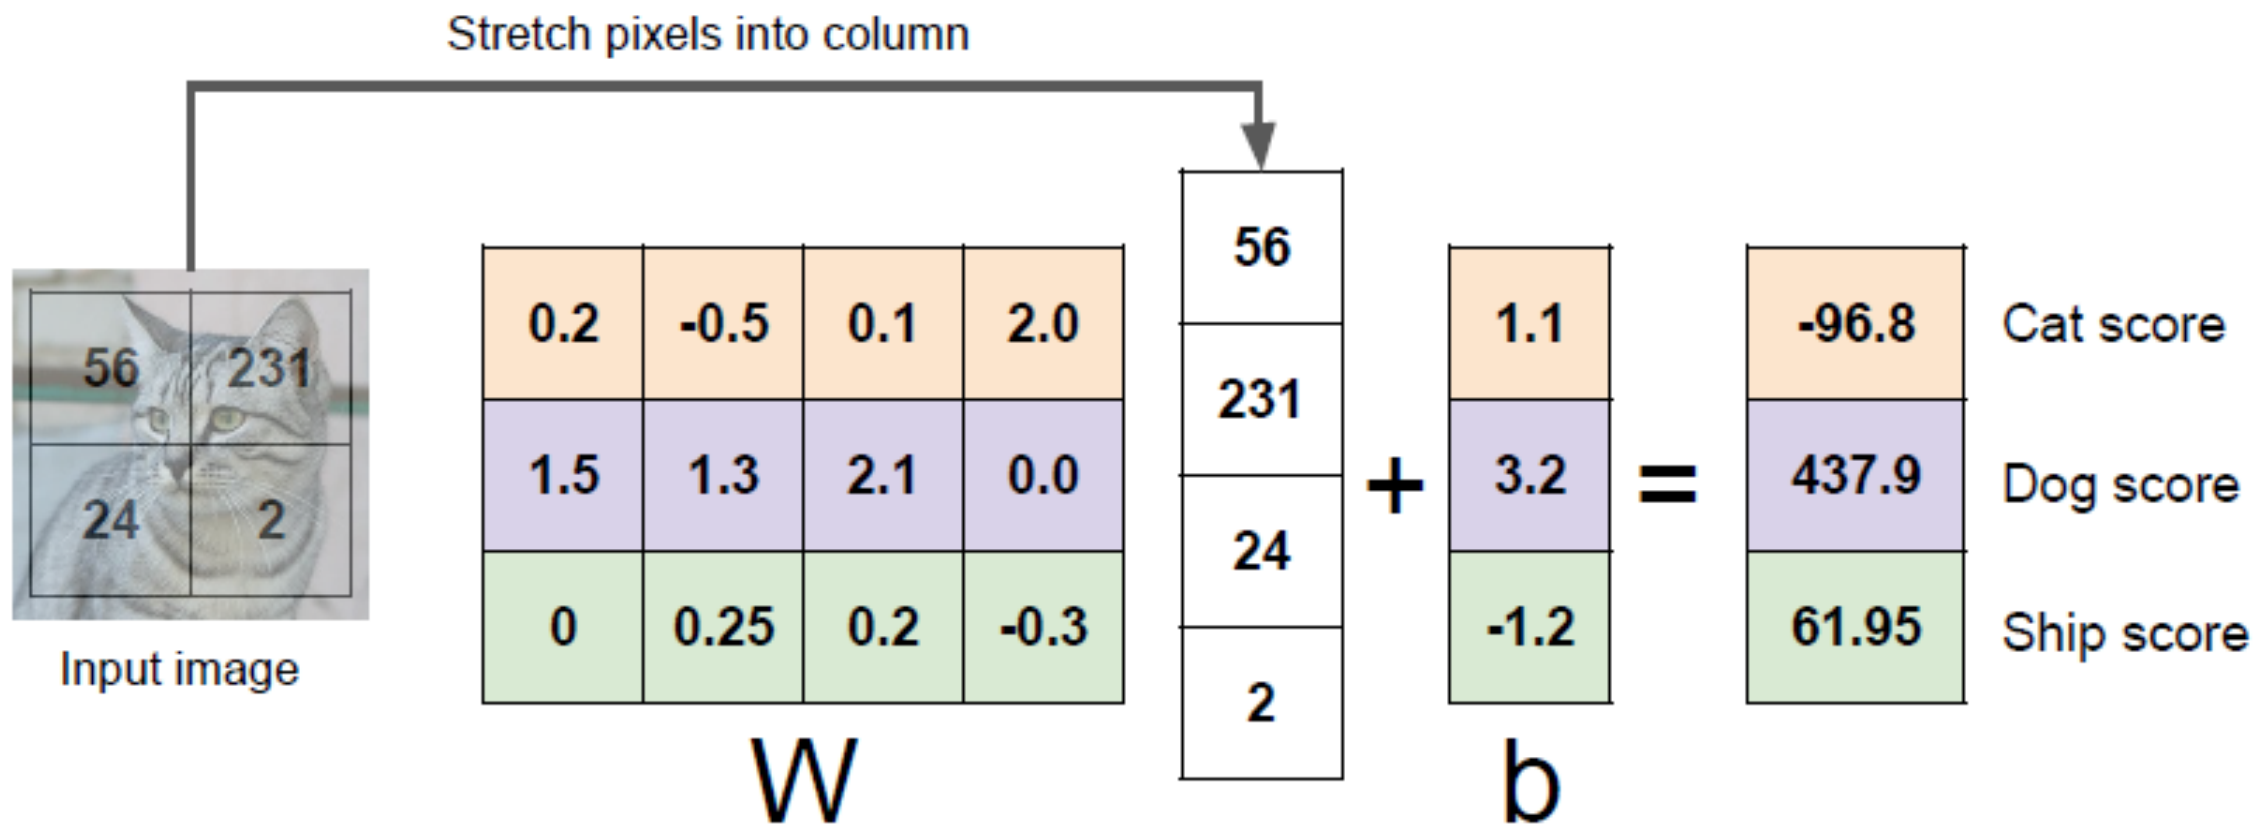 Stretch pixels into column
56 231
24 2
Input image
0.2 -0.5 0.1 2.0
1.5 1.3 2.1 0.0
0 0.25 0.2 -0.3
W
56
231
24
2
+
1.1
3.2
-1.2
b
=
-96.8 Cat score
437.9 Dog score
61.95 Ship score